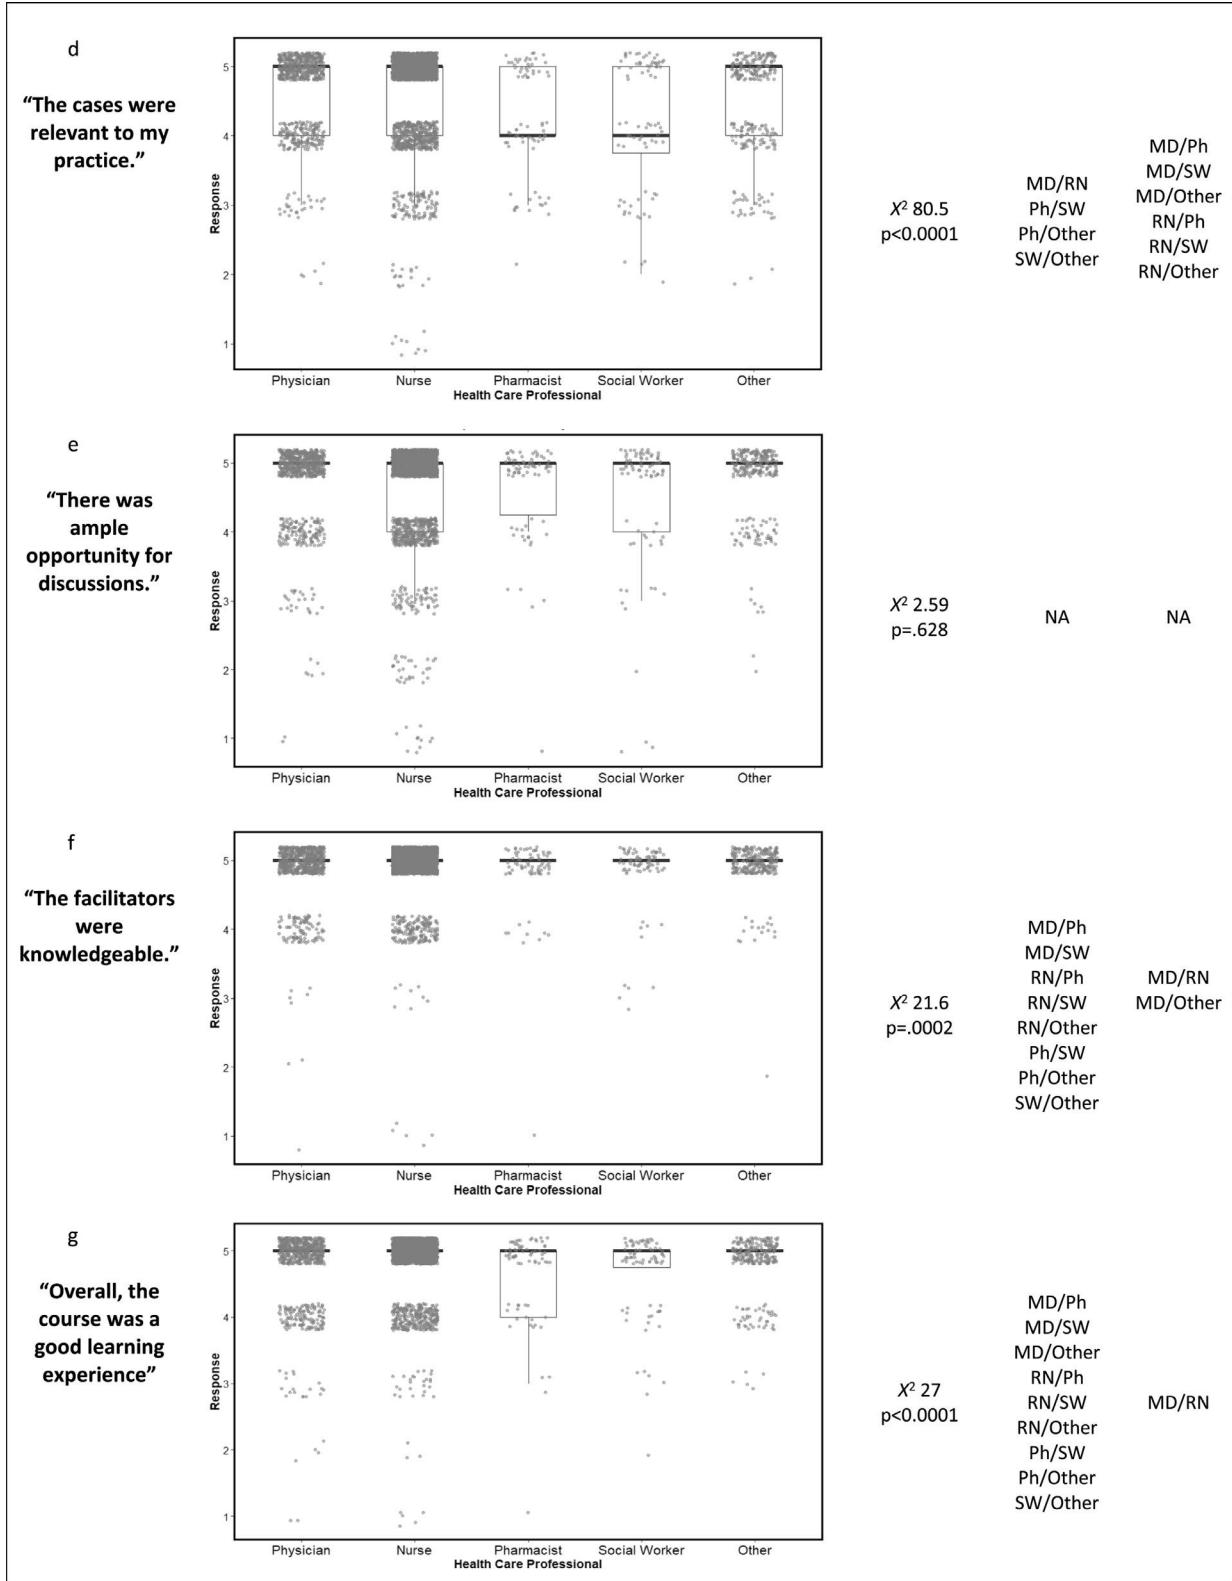 d
“The cases were
relevant to my
practice.”
Response
5
4
3
2
1
Physician Nurse Pharmacist Social Worker Other
Health Care Professional
X² 80.5
p<0.0001
MD/RN
Ph/SW
Ph/Other
SW/Other
MD/Ph
MD/SW
MD/Other
RN/Ph
RN/SW
RN/Other
e
“There was
ample
opportunity for
discussions.”
Response
5
4
3
2
1
Physician Nurse Pharmacist Social Worker Other
Health Care Professional
X² 2.59
p=.628
NA
NA
f
“The facilitators
were
knowledgeable.”
Response
5
4
3
2
1
Physician Nurse Pharmacist Social Worker Other
Health Care Professional
X² 21.6
p=.0002
MD/Ph
MD/SW
RN/Ph
RN/SW
RN/Other
Ph/SW
Ph/Other
SW/Other
MD/RN
MD/Other
g
“Overall, the
course was a
good learning
experience”
Response
5
4
3
2
1
Physician Nurse Pharmacist Social Worker Other
Health Care Professional
X² 27
p<0.0001
MD/Ph
MD/SW
MD/Other
RN/Ph
RN/SW
RN/Other
Ph/SW
Ph/Other
SW/Other
MD/RN